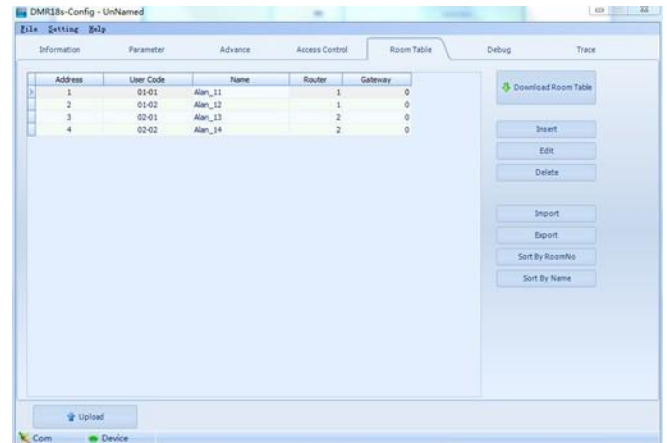 DMR18s-Config - UnNamed
File Setting Help
Information Parameter Advance Access Control Room Table Debug Trace
Address User Code Name Router Gateway
1 01-01 Alan_11 1 0
2 01-02 Alan_12 1 0
3 02-01 Alan_13 2 0
4 02-02 Alan_14 2 0
Download Room Table
Insert
Edit
Delete
Import
Export
Sort By RoomNo
Sort By Name
Upload
Com Device